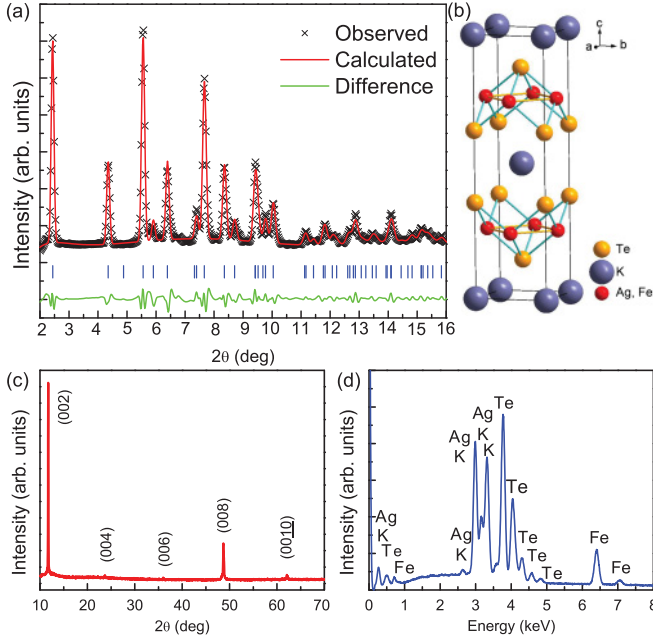 (a)
Observed
Calculated
Difference
Intensity (arb. units)
2 3 4 5 6 7 8 9 10 11 12 13 14 15 16
2θ (deg)
(b)
c
a b
Te
K
Ag, Fe
(c)
(002)
(004)
(006)
(008)
(0010)
Intensity (arb. units)
10 20 30 40 50 60 70
2θ (deg)
(d)
Ag
K
Te
Fe
Ag
K
Ag
K
Ag
K
K
Te
Te
Te
Te
Te
Fe
Fe
Intensity (arb. units)
0 1 2 3 4 5 6 7 8
Energy (keV)